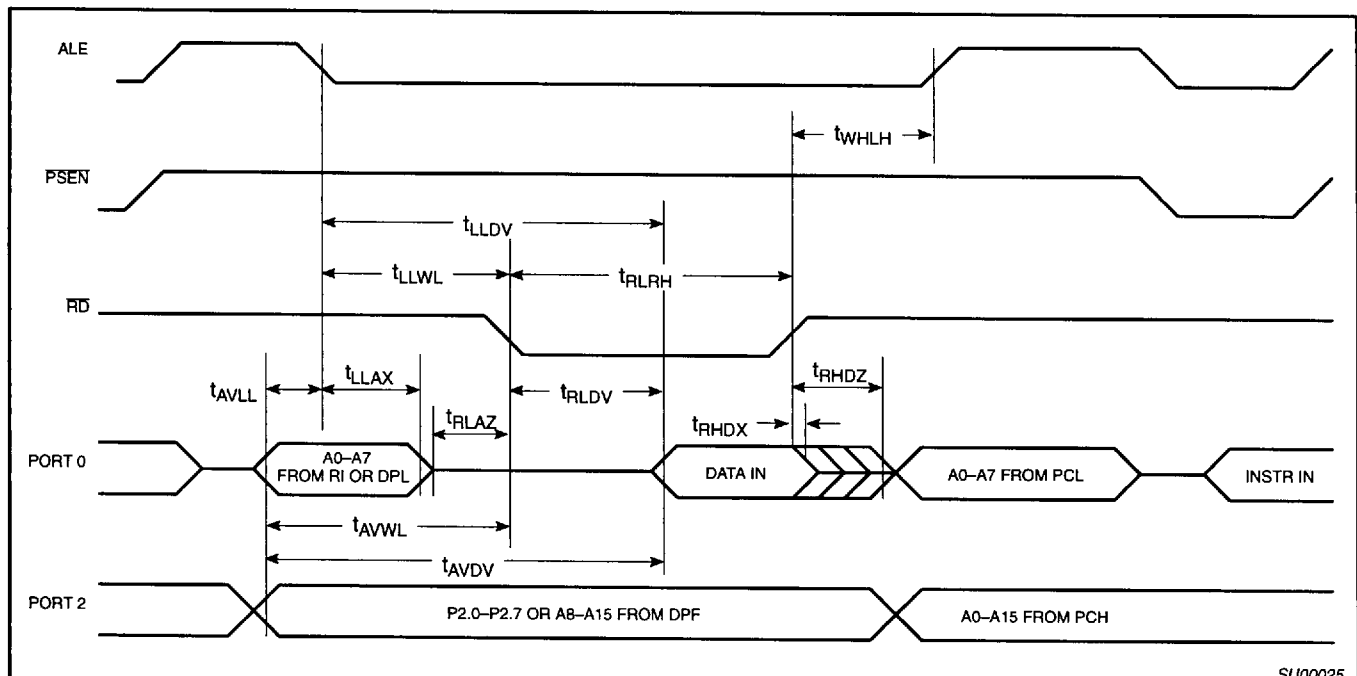 ALE
tWHLH
PSEN
tLLDV
tLLWL
tRLRH
RD
tAVLL
tLLAX
tRLDV
tRHDZ
tRLAZ
tRHDX
PORT 0
A0–A7
FROM RI OR DPL
DATA IN
A0–A7 FROM PCL
INSTR IN
tAVWL
tAVDV
PORT 2
P2.0–P2.7 OR A8–A15 FROM DPF
A0–A15 FROM PCH
SU00025